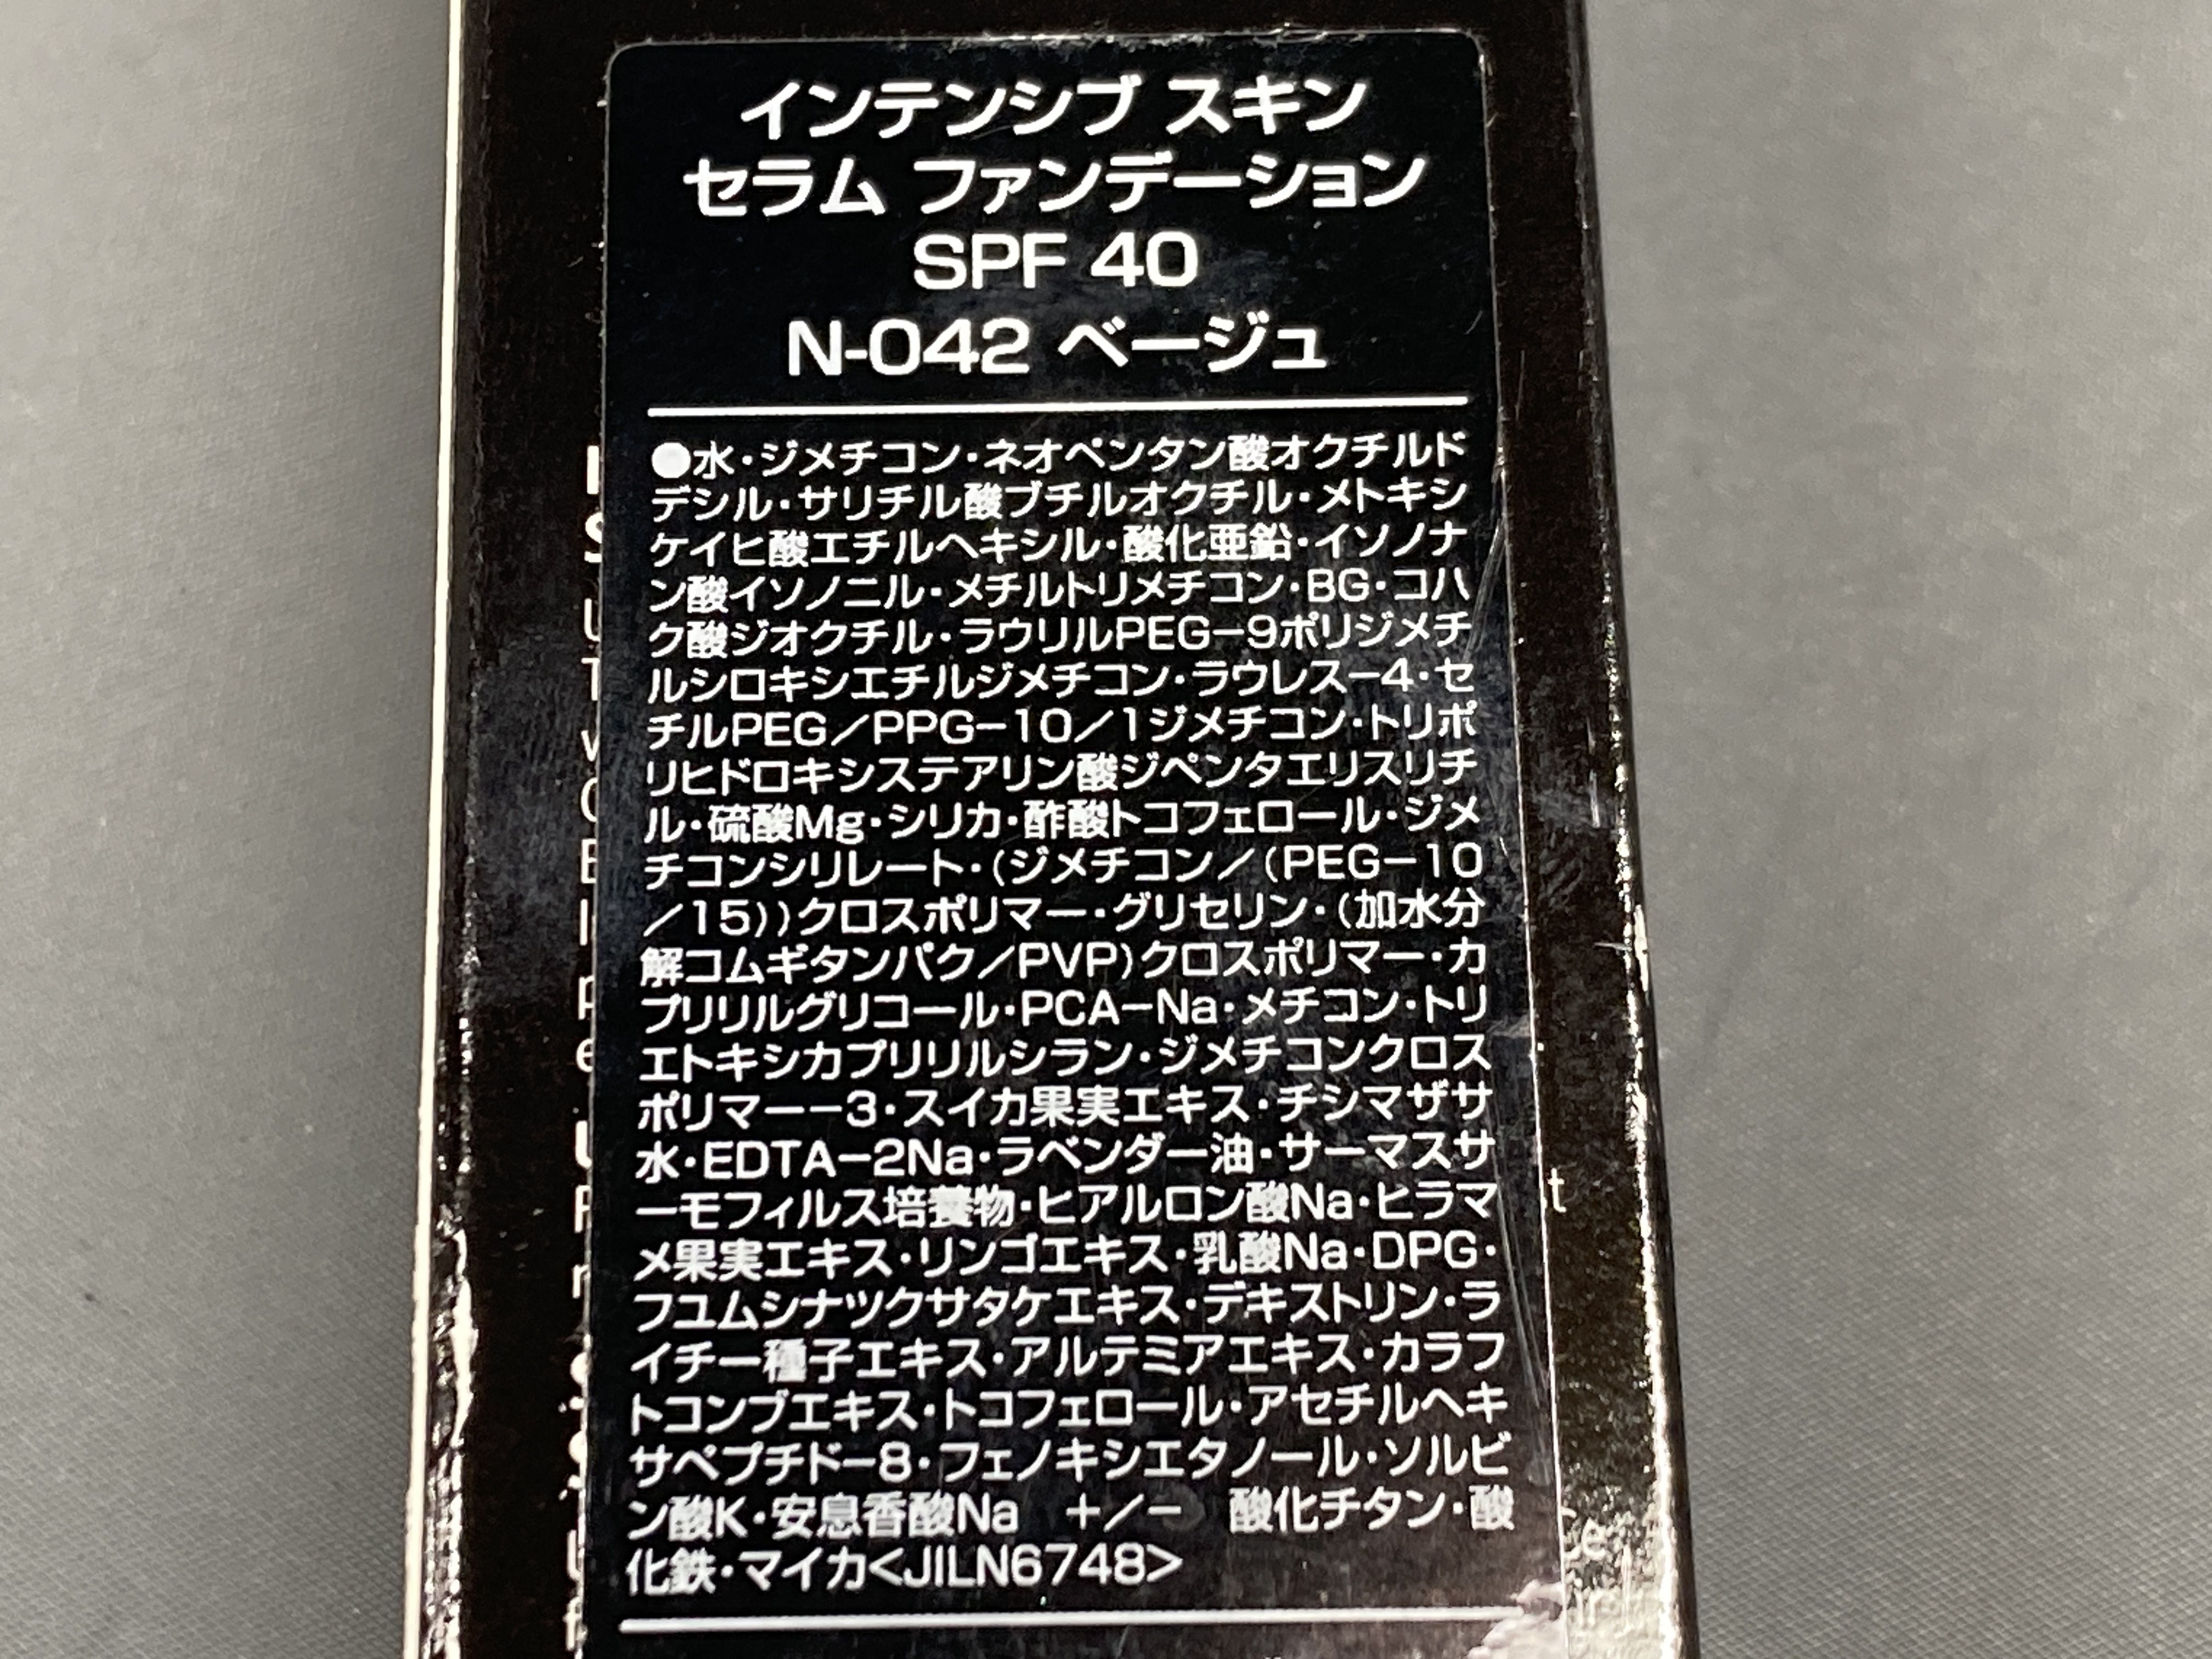 インテンシブ スキン
セラム ファンデーション
SPF 40
N-042 ベージュ
●水・ジメチコン・ネオペンタン酸オクチルド
デシル・サリチル酸ブチルオクチル・メトキシ
ケイヒ酸エチルヘキシル・酸化亜鉛・イソノナ
ン酸イソノニル・メチルトリメチコン・BG・コハ
ク酸ジオクチル・ラウリルPEG－9ポリジメチ
ルシロキシエチルジメチコン・ラウレス－4・セ
チルPEG／PPG－10／1ジメチコン・トリポ
リヒドロキシステアリン酸ジペンタエリスリチ
ル・硫酸Mg・シリカ・酢酸トコフェロール・ジメ
チコンシリレート・(ジメチコン／(PEG－10
／15))クロスポリマー・グリセリン・(加水分
解コムギタンパク／PVP)クロスポリマー・カ
プリリルグリコール・PCA－Na・メチコン・トリ
エトキシカプリリルシラン・ジメチコンクロス
ポリマー－3・スイカ果実エキス・チシマザサ
水・EDTA－2Na・ラベンダー油・サーマスサ
ーモフィルス培養物・ヒアルロン酸Na・ヒラマ
メ果実エキス・リンゴエキス・乳酸Na・DPG・
フユムシナツクサタケエキス・デキストリン・ラ
イチー種子エキス・アルテミアエキス・カラフ
トコンブエキス・トコフェロール・アセチルヘキ
サペプチド－8・フェノキシエタノール・ソルビ
ン酸K・安息香酸Na　＋／－　酸化チタン・酸
化鉄・マイカ<JILN6748>